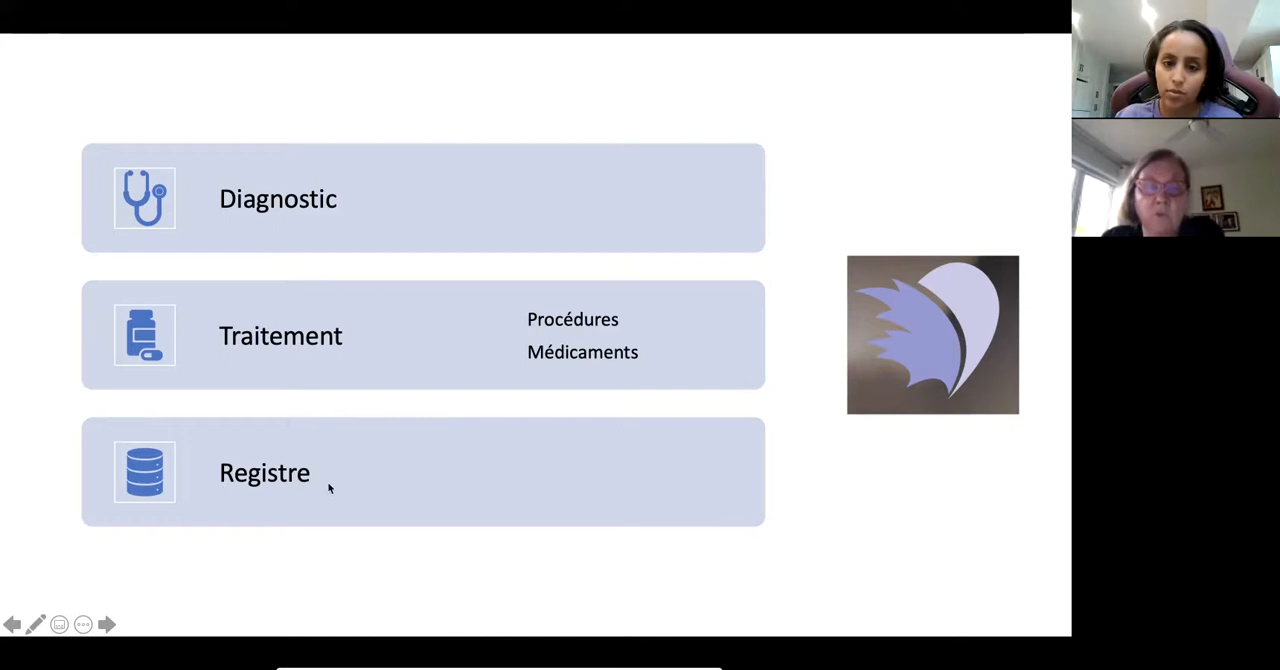 Diagnostic
Traitement
Procédures
Médicaments
Registre